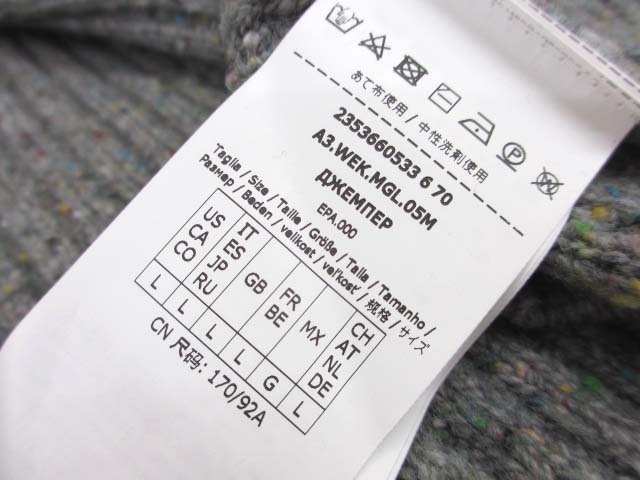 あて布使用 / 中性洗剤使用
2353660533 6 70
A3.WEK.MGL.05M
ДЖЕМПЕР
EPA.000
Taglia / Size / Taille / Größe / Talla / Tamanho /
Размер / Beden / velikost / veľkosť / 规格 / サイズ
US CA CO IT ES JP RU GB FR BE MX CH AT NL DE
L L L L G L
CN 尺码: 170/92A